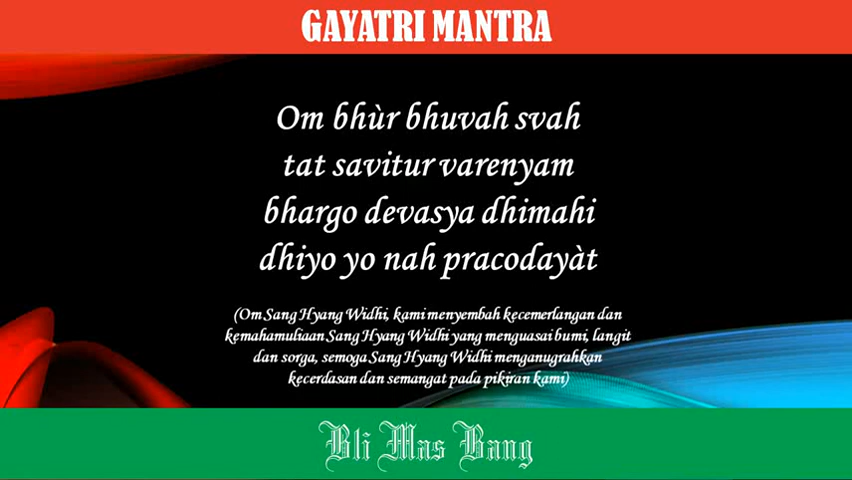 GAYATRI MANTRA
Om bhùr bhuvah svah
tat savitur varenyam
bhargo devasya dhimahi
dhiyo yo nah pracodayàt
(Om Sang Hyang Widhi, kami menyembah kecemerlangan dan
kemahamuliaan Sang Hyang Widhi yang menguasai bumi, langit
dan sorga, semoga Sang Hyang Widhi menganugrahkan
kecerdasan dan semangat pada pikiran kami)
Bli Mas Bang